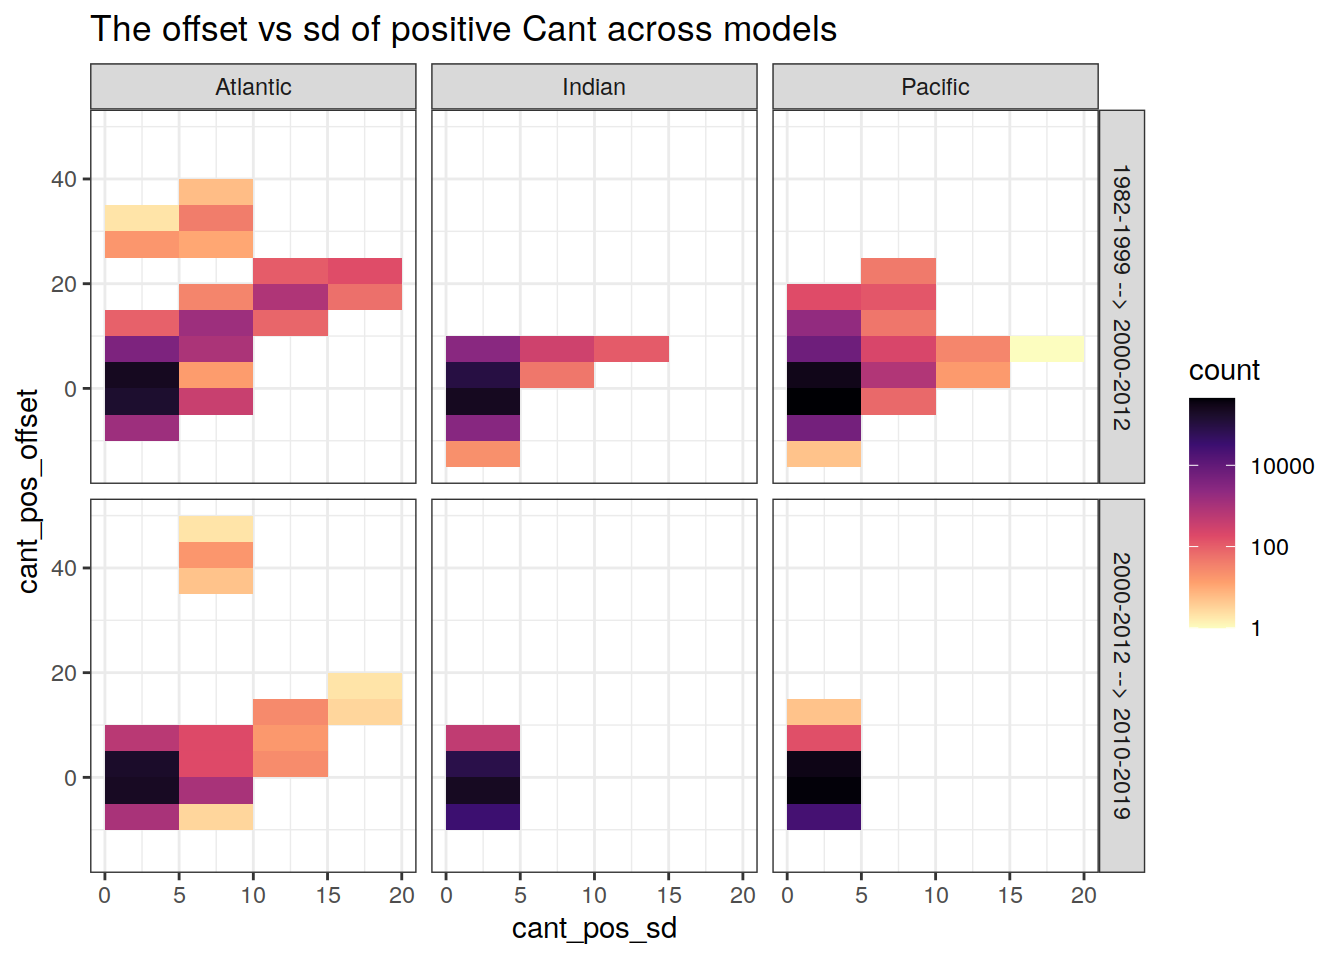 The offset vs sd of positive Cant across models
Atlantic
Indian
Pacific
40
20
0
1982-1999 --> 2000-2012
40
20
0
2000-2012 --> 2010-2019
0 5 10 15 20
0 5 10 15 20
0 5 10 15 20
cant_pos_sd
cant_pos_offset
count
10000
100
1